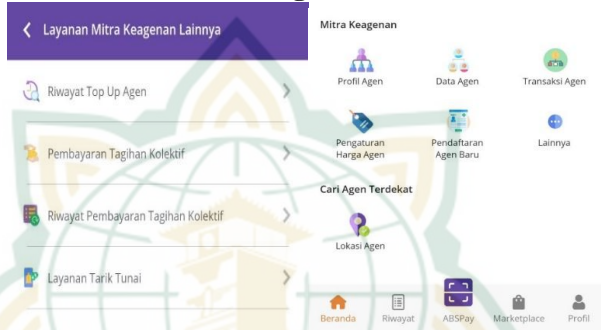 Layanan Mitra Keagenan Lainnya
Riwayat Top Up Agen
Pembayaran Tagihan Kolektif
Riwayat Pembayaran Tagihan Kolektif
Layanan Tarik Tunai
Mitra Keagenan
Profil Agen
Data Agen
Transaksi Agen
Pengaturan
Harga Agen
Pendaftaran
Agen Baru
Lainnya
Cari Agen Terdekat
Lokasi Agen
Beranda
Riwayat
ABSPay
Marketplace
Profil